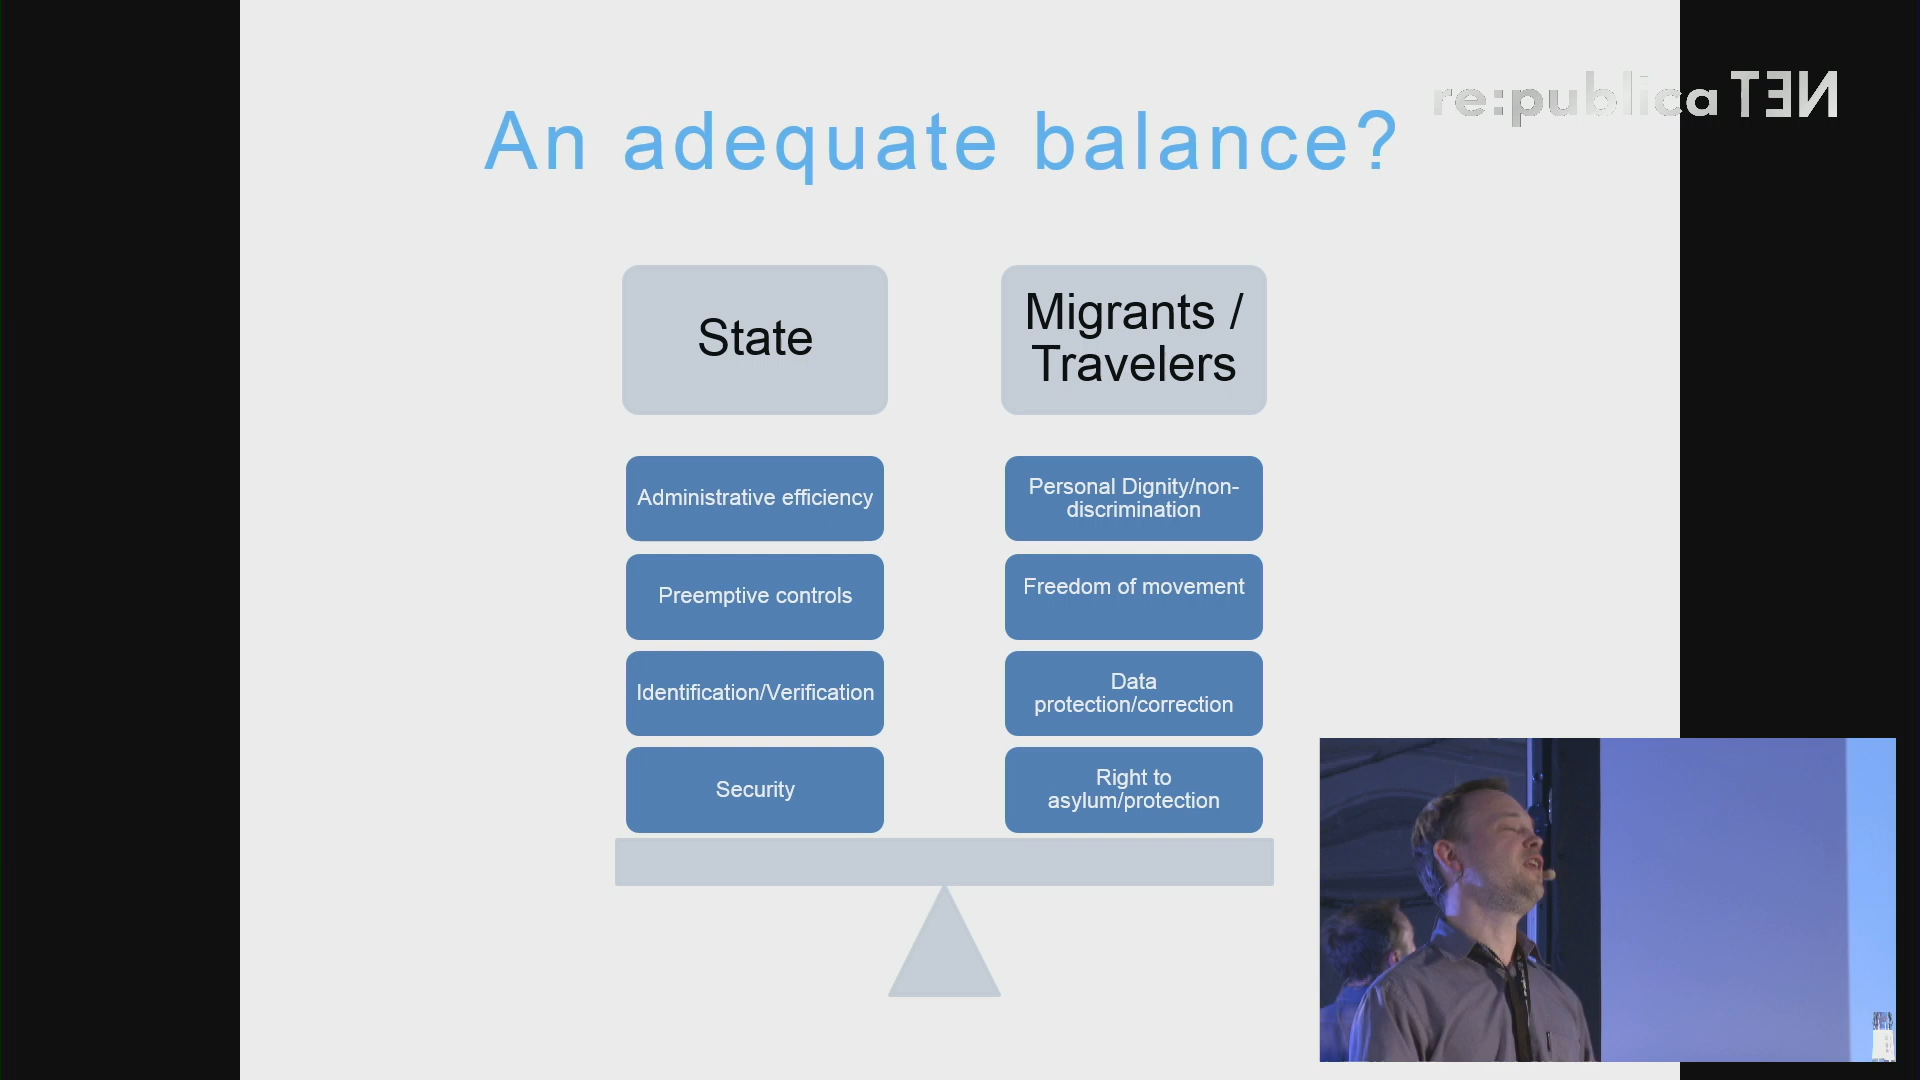 re:publica TEN
An adequate balance?
State
Migrants /
Travelers
Administrative efficiency
Personal Dignity/non-
discrimination
Preemptive controls
Freedom of movement
Identification/Verification
Data
protection/correction
Security
Right to
asylum/protection